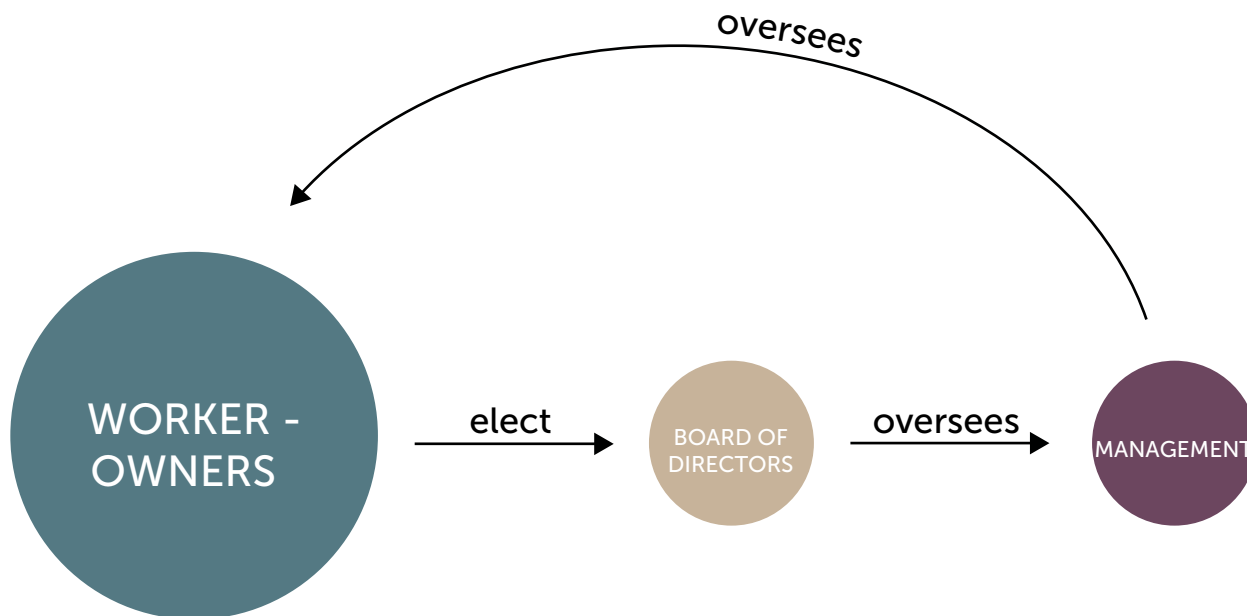 oversees
WORKER -
OWNERS
elect
BOARD OF
DIRECTORS
oversees
MANAGEMENT